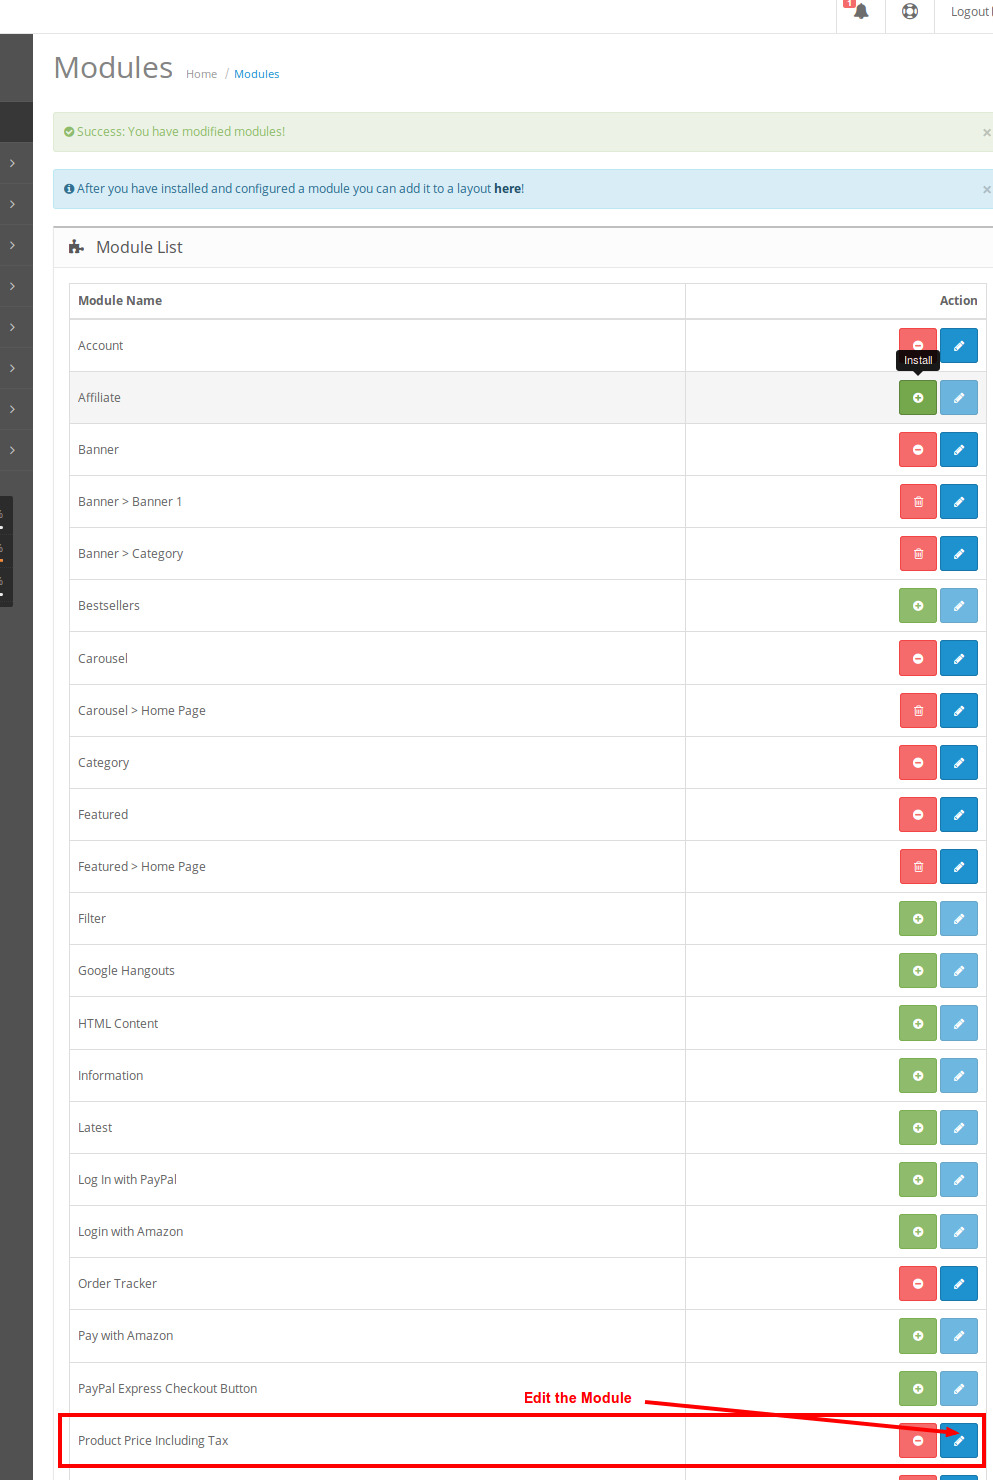 1
Logout
Modules Home / Modules
Success: You have modified modules! ×
After you have installed and configured a module you can add it to a layout here! ×
Module List
Module Name Action
Account
Install
Affiliate
Banner
Banner > Banner 1
Banner > Category
Bestsellers
Carousel
Carousel > Home Page
Category
Featured
Featured > Home Page
Filter
Google Hangouts
HTML Content
Information
Latest
Log In with PayPal
Login with Amazon
Order Tracker
Pay with Amazon
PayPal Express Checkout Button
Edit the Module
Product Price Including Tax
%
%
%